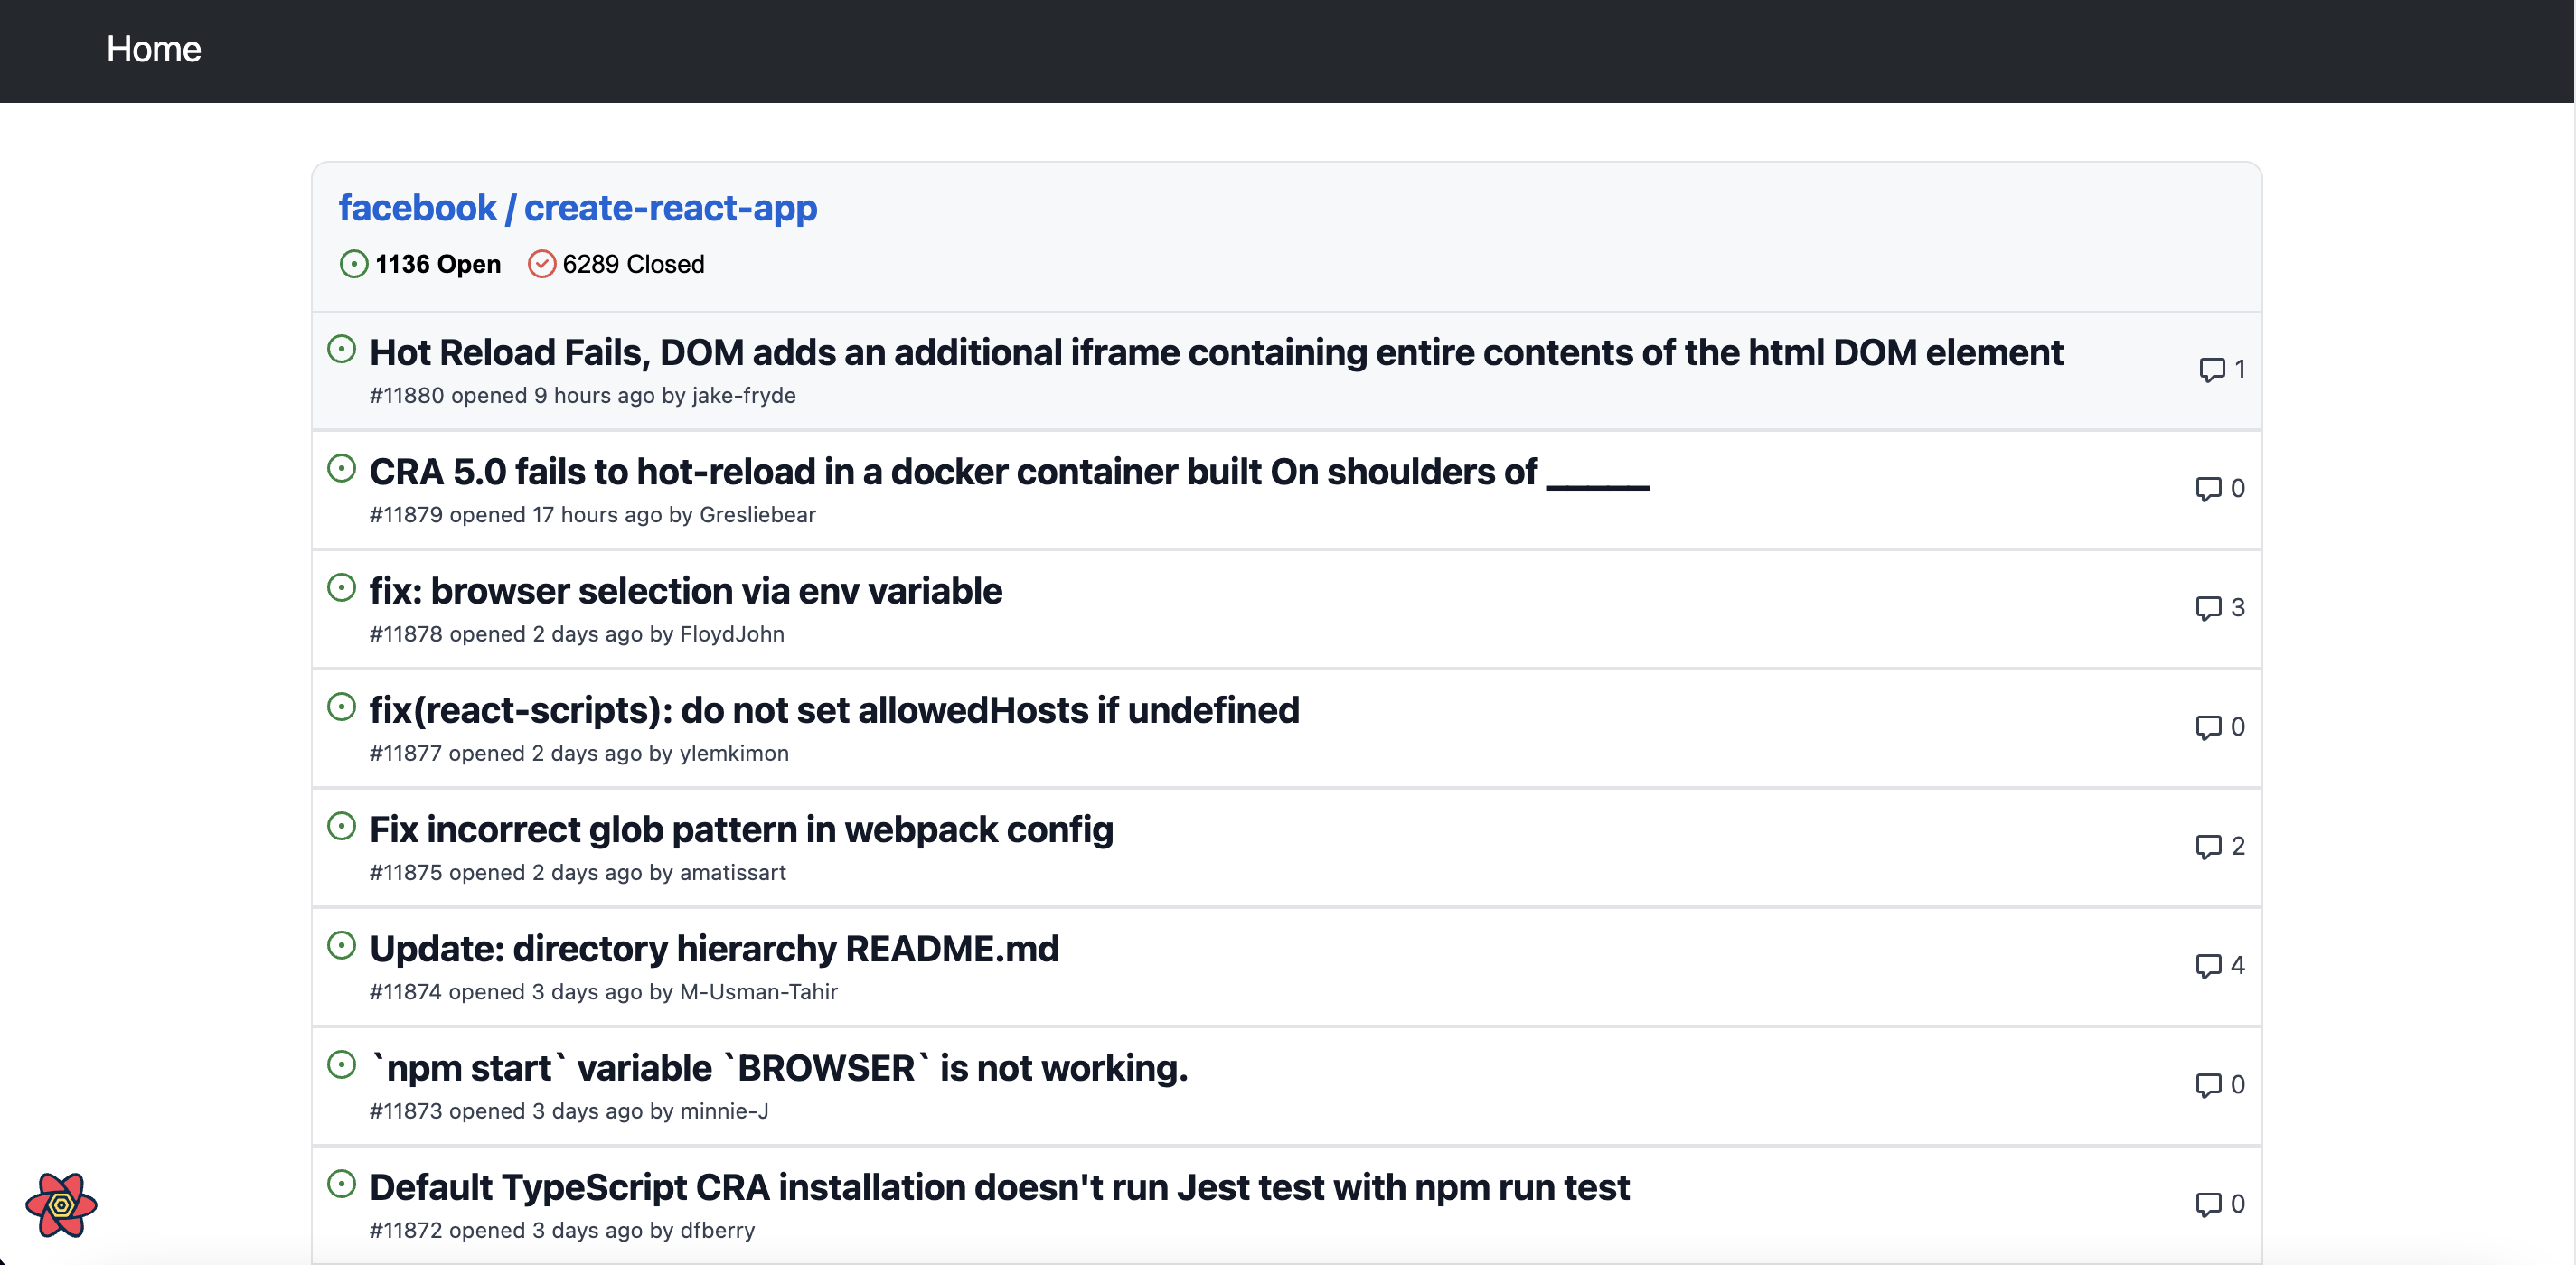 Home
facebook / create-react-app
1136 Open 6289 Closed
Hot Reload Fails, DOM adds an additional iframe containing entire contents of the html DOM element
1
#11880 opened 9 hours ago by jake-fryde
CRA 5.0 fails to hot-reload in a docker container built On shoulders of _____
0
#11879 opened 17 hours ago by Gresliebear
fix: browser selection via env variable
3
#11878 opened 2 days ago by FloydJohn
fix(react-scripts): do not set allowedHosts if undefined
0
#11877 opened 2 days ago by ylemkimon
Fix incorrect glob pattern in webpack config
2
#11875 opened 2 days ago by amatissart
Update: directory hierarchy README.md
4
#11874 opened 3 days ago by M-Usman-Tahir
`npm start` variable `BROWSER` is not working.
0
#11873 opened 3 days ago by minnie-J
Default TypeScript CRA installation doesn't run Jest test with npm run test
0
#11872 opened 3 days ago by dfberry